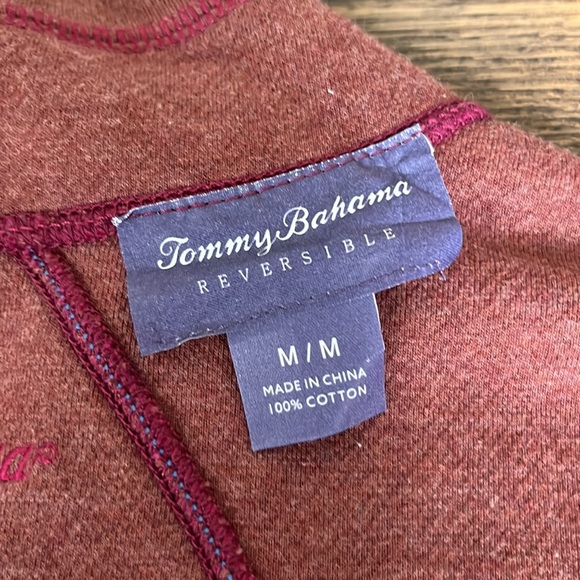 Tommy Bahama
REVERSIBLE
M/M
MADE IN CHINA
100% COTTON